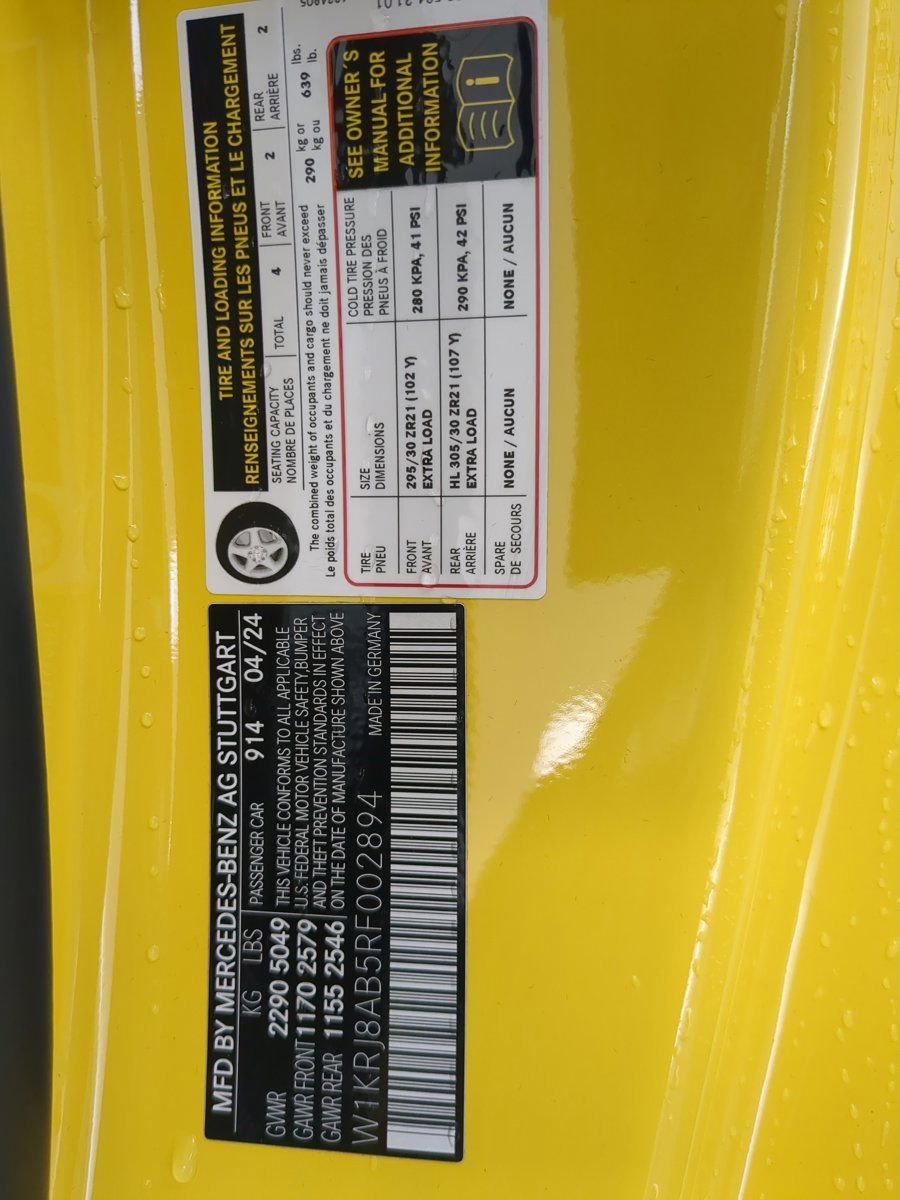 MFD BY MERCEDES-BENZ AG STUTTGART
KG LBS PASSENGER CAR 914 04/24
GVWR 2290 5049 THIS VEHICLE CONFORMS TO ALL APPLICABLE
GAWR FRONT 1170 2579 U.S. FEDERAL MOTOR VEHICLE SAFETY, BUMPER
AND THEFT PREVENTION STANDARDS IN EFFECT
GAWR REAR 1155 2546 ON THE DATE OF MANUFACTURE SHOWN ABOVE
W1KRJ8AB5RF002894 MADE IN GERMANY
TIRE AND LOADING INFORMATION
RENSEIGNEMENTS SUR LES PNEUS ET LE CHARGEMENT
SEATING CAPACITY
NOMBRE DE PLACES
TOTAL 4
FRONT
AVANT
2
REAR
ARRIÈRE
2
The combined weight of occupants and cargo should never exceed
Le poids total des occupants et du chargement ne doit jamais dépasser
290 kg or 639 lbs.
kg ou lb.
TIRE
PNEU
SIZE
DIMENSIONS
COLD TIRE PRESSURE
PRESSION DES
PNEUS À FROID
FRONT
AVANT
295/30 ZR21 (102 Y)
EXTRA LOAD
280 KPA, 41 PSI
REAR
ARRIÈRE
HL 305/30 ZR21 (107 Y)
EXTRA LOAD
290 KPA, 42 PSI
SPARE
DE SECOURS
NONE / AUCUN
NONE / AUCUN
SEE OWNER´S
MANUAL FOR
ADDITIONAL
INFORMATION